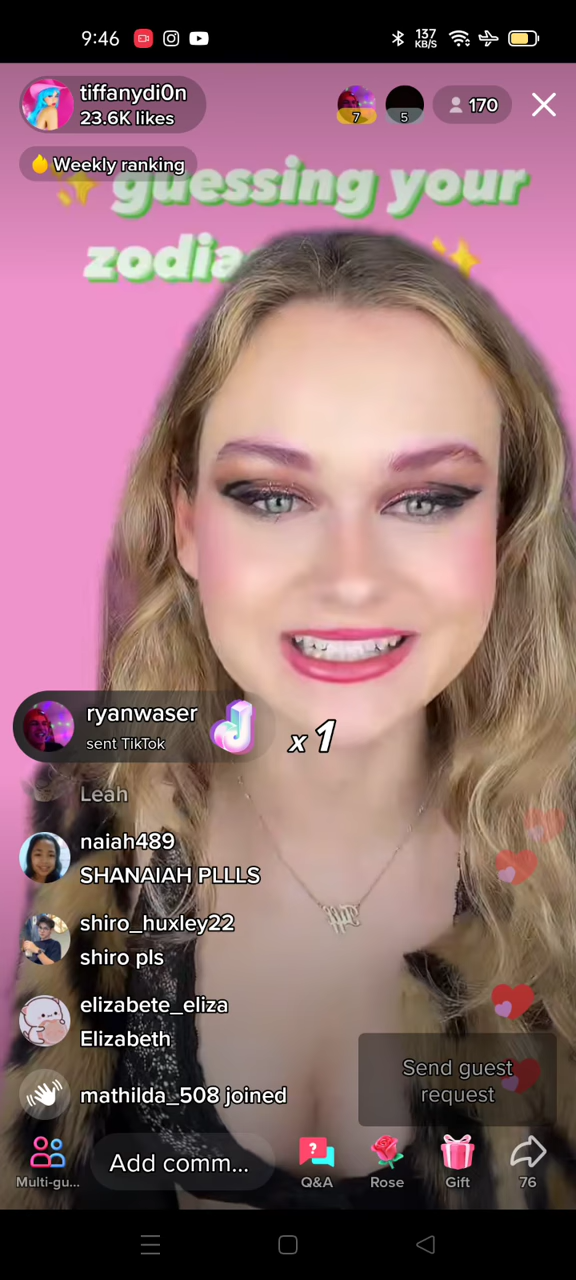 9:46
137
KB/S
tiffanydi0n
23.6K likes
7
5
170
Weekly ranking
guessing your
zodia
ryanwaser
sent TikTok
x 1
Leah
naiah489
SHANAIAH PLLLS
shiro_huxley22
shiro pls
elizabete_eliza
Elizabeth
mathilda_508 joined
Send guest
request
Multi-gu...
Add comm...
Q&A
Rose
Gift
76